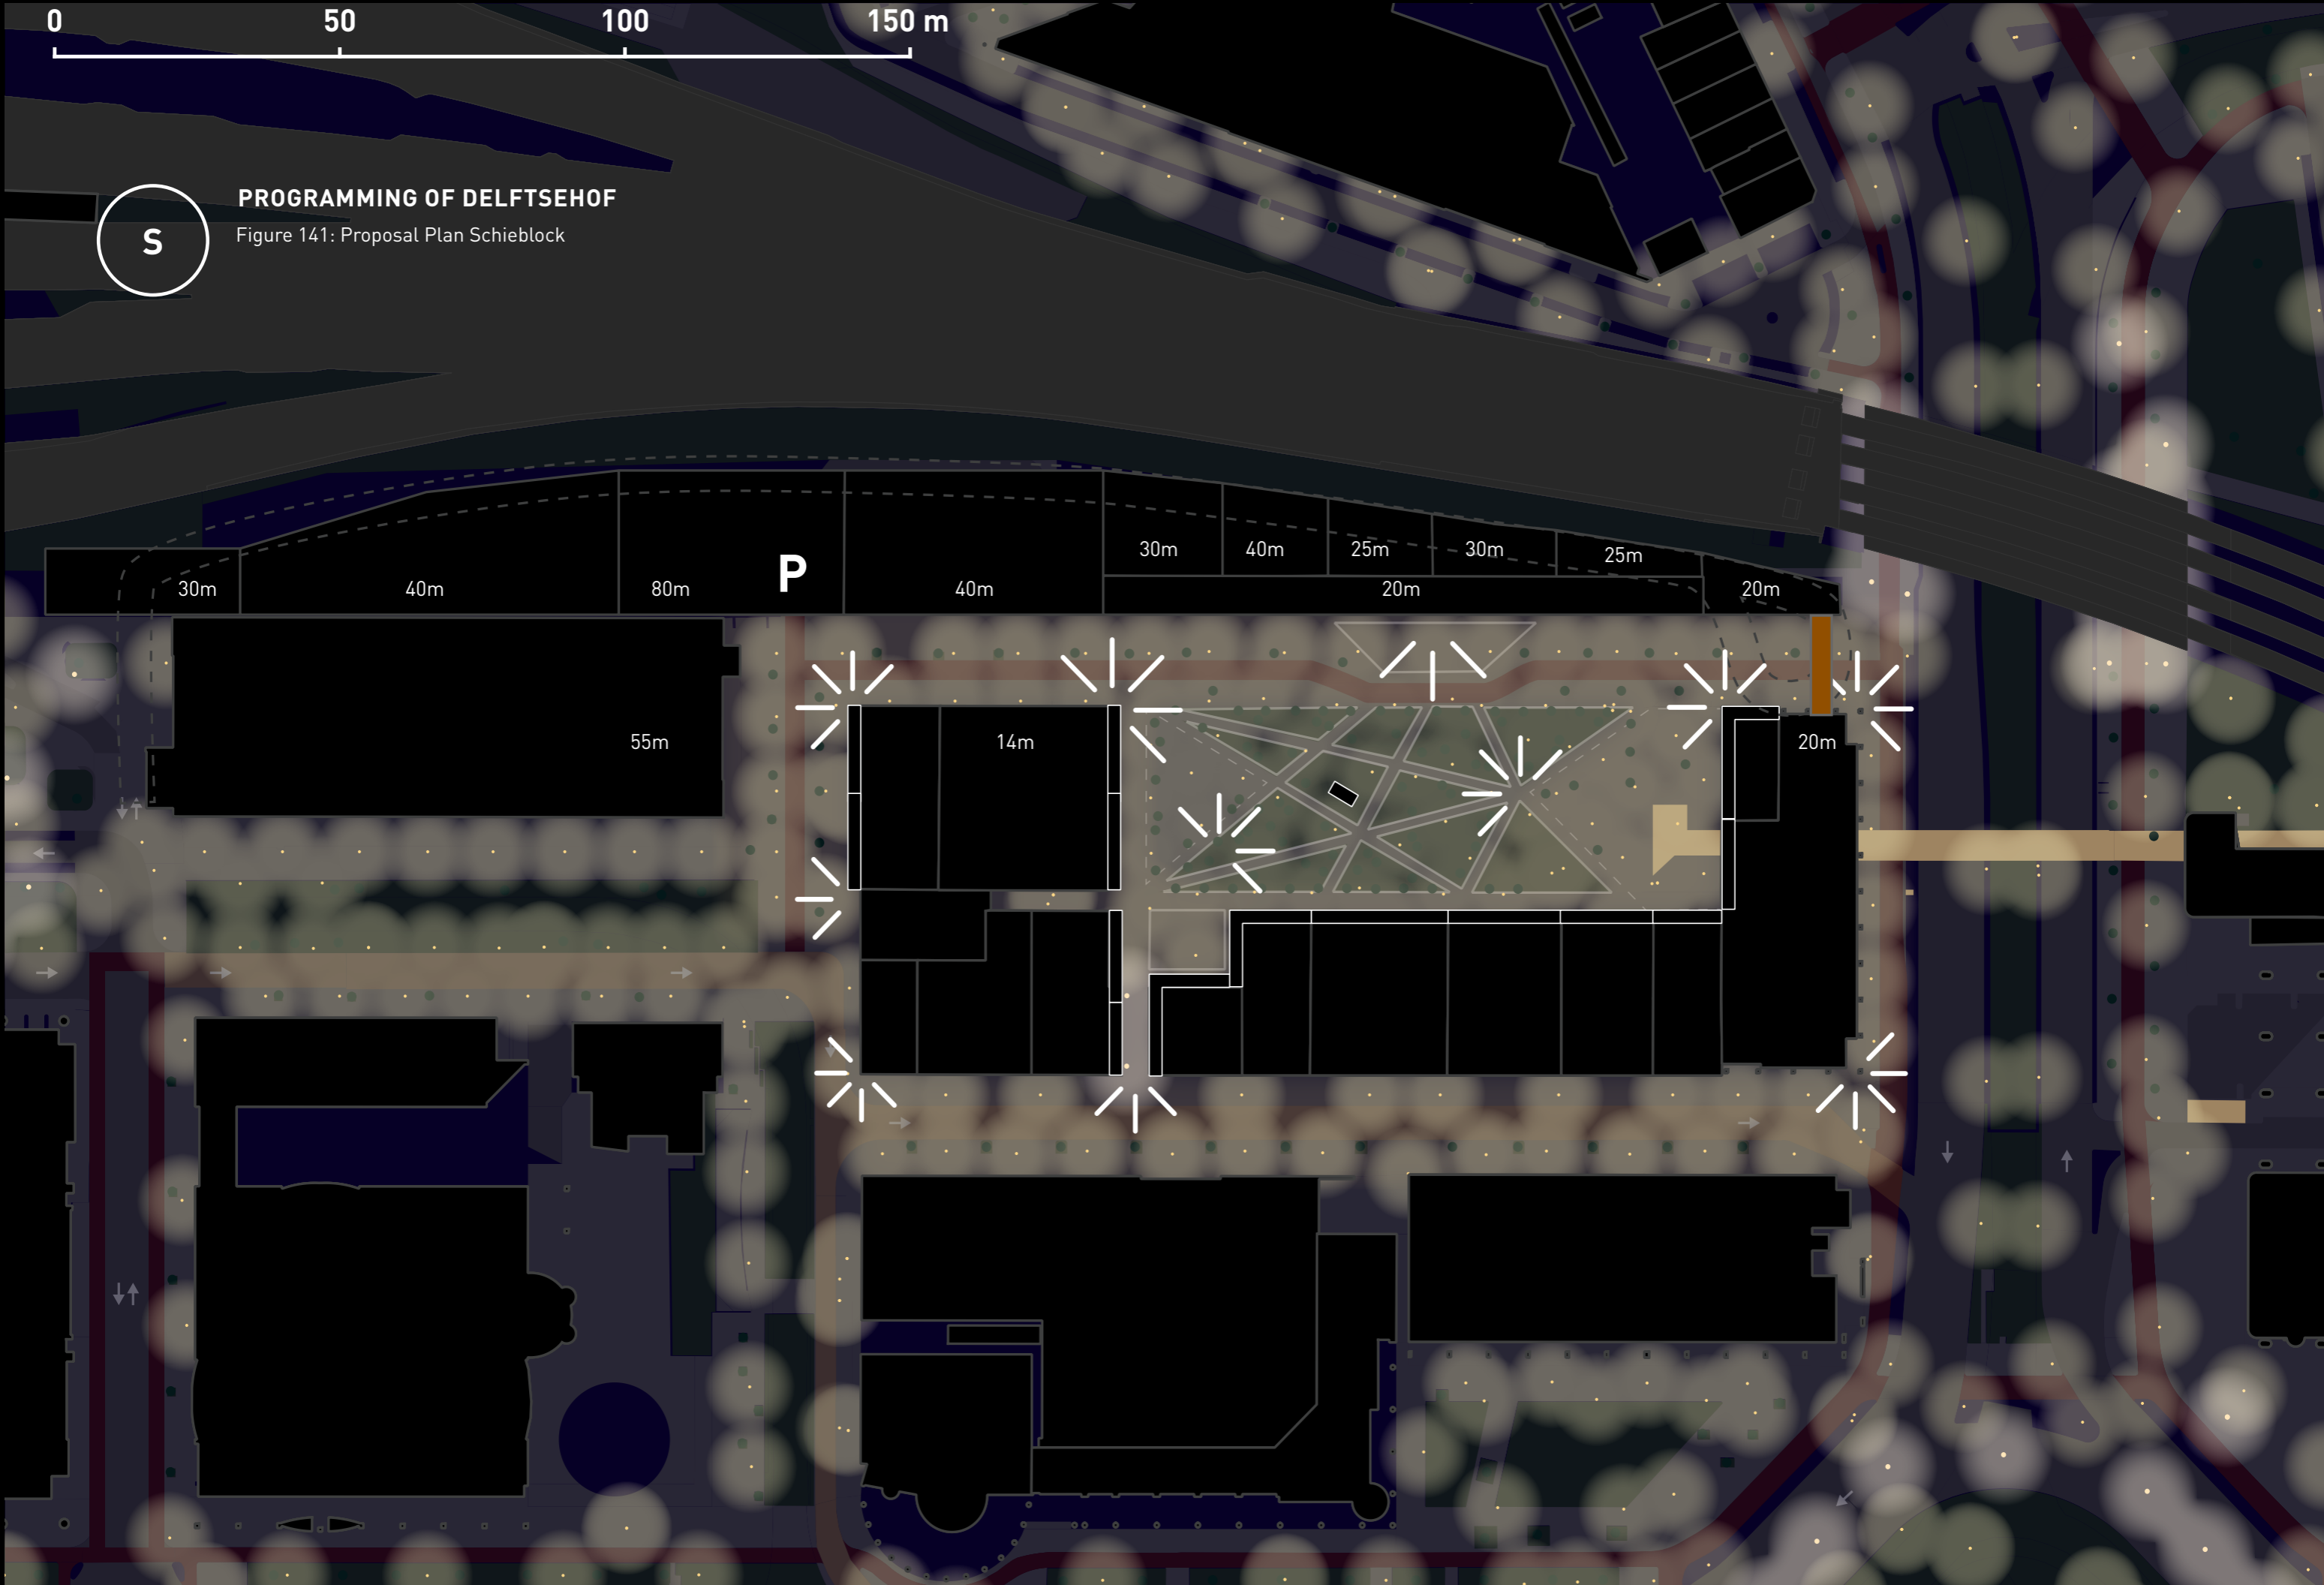 0 50 100 150 m
PROGRAMMING OF DELFTSEHOF
S
Figure 141: Proposal Plan Schieblock
30m 40m 25m 30m 25m
P
30m 40m 80m 40m 20m 20m
55m 14m 20m